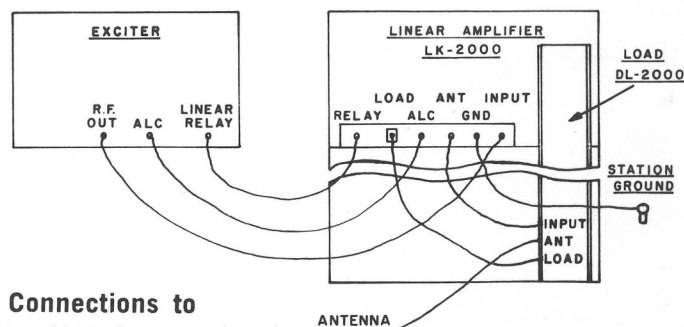 EXCITER
R.F. OUT
ALC
LINEAR RELAY
LINEAR AMPLIFIER
LK-2000
RELAY
LOAD
ALC
ANT
GND
INPUT
LOAD
DL-2000
STATION
GROUND
INPUT
ANT
LOAD
ANTENNA
Connections to